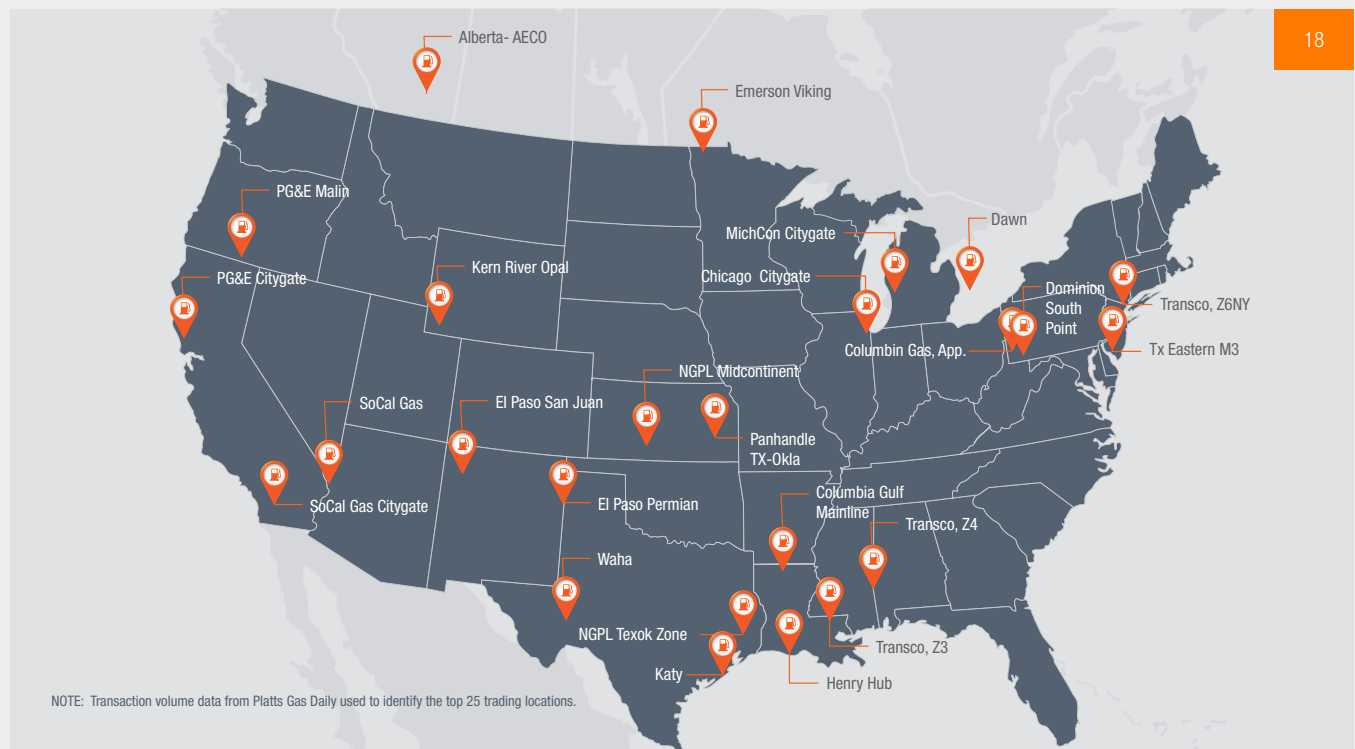 18
Alberta- AECO
Emerson Viking
PG&E Malin
Dawn
MichCon Citygate
Kern River Opal
Chicago  Citygate
PG&E Citygate
Dominion
South
Point
Transco, Z6NY
Columbin Gas, App.
Tx Eastern M3
NGPL Midcontinent
SoCal Gas
El Paso San Juan
Panhandle
TX-Okla
Columbia Gulf
Mainline
SoCal Gas Citygate
El Paso Permian
Transco, Z4
Waha
NGPL Texok Zone
Transco, Z3
Katy
Henry Hub
NOTE:  Transaction volume data from Platts Gas Daily used to identify the top 25 trading locations.